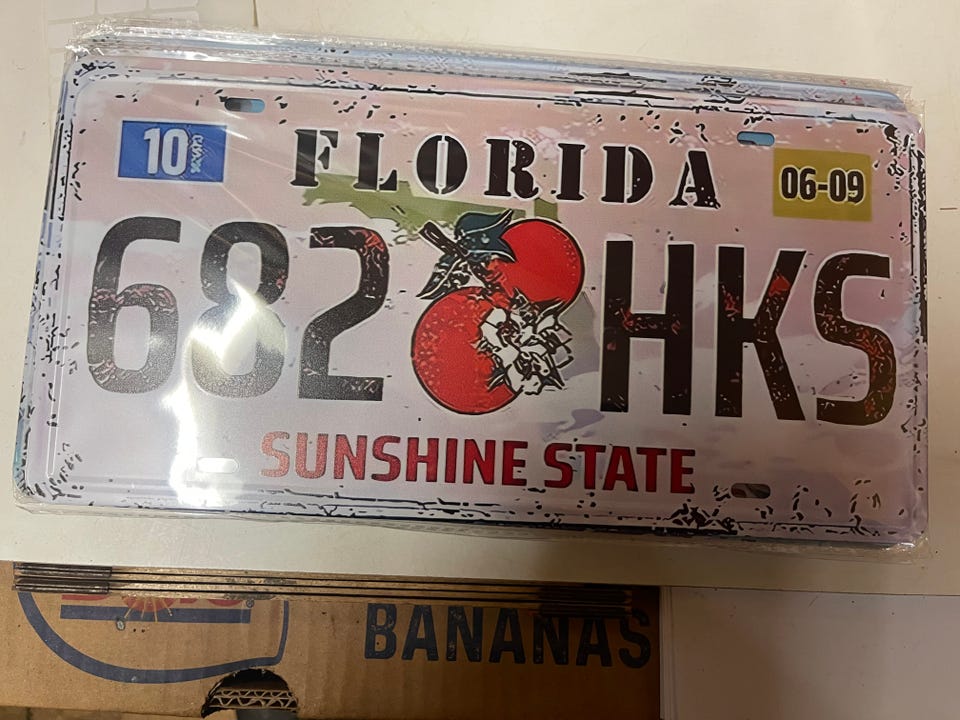 10
FLORIDA
06-09
682 HKS
SUNSHINE STATE
BANANAS